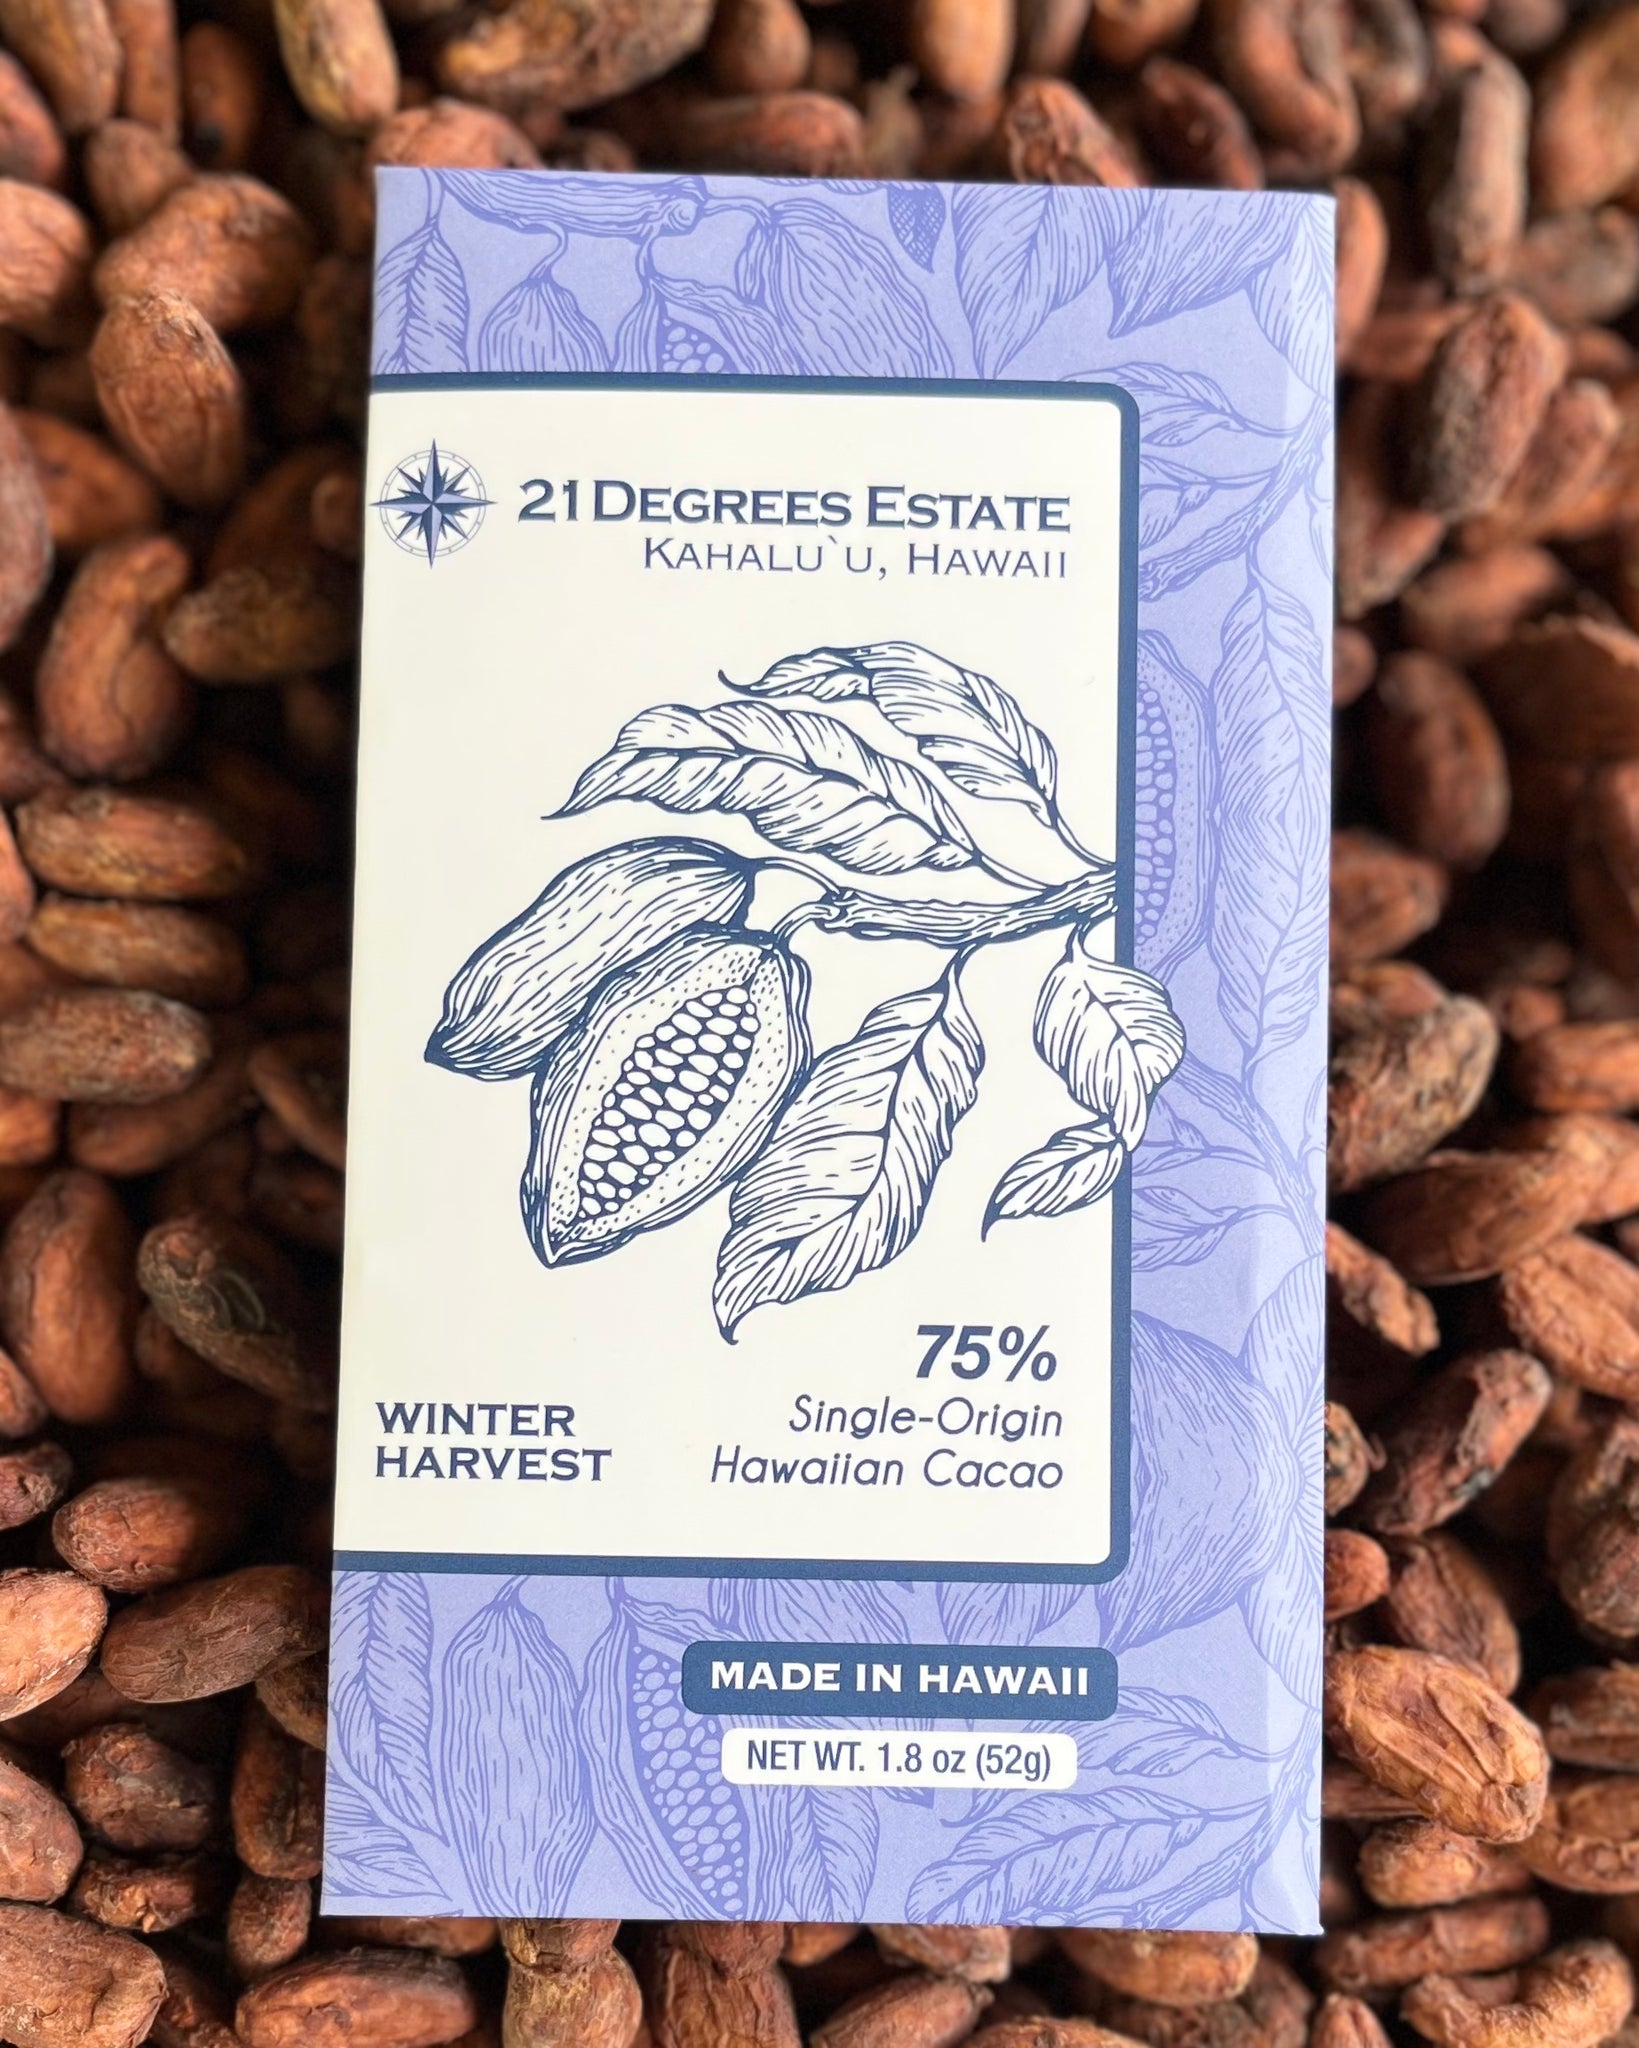 21 DEGREES ESTATE
KAHALU`U, HAWAII
75%
Single-Origin
Hawaiian Cacao
WINTER
HARVEST
MADE IN HAWAII
NET WT. 1.8 oz (52g)